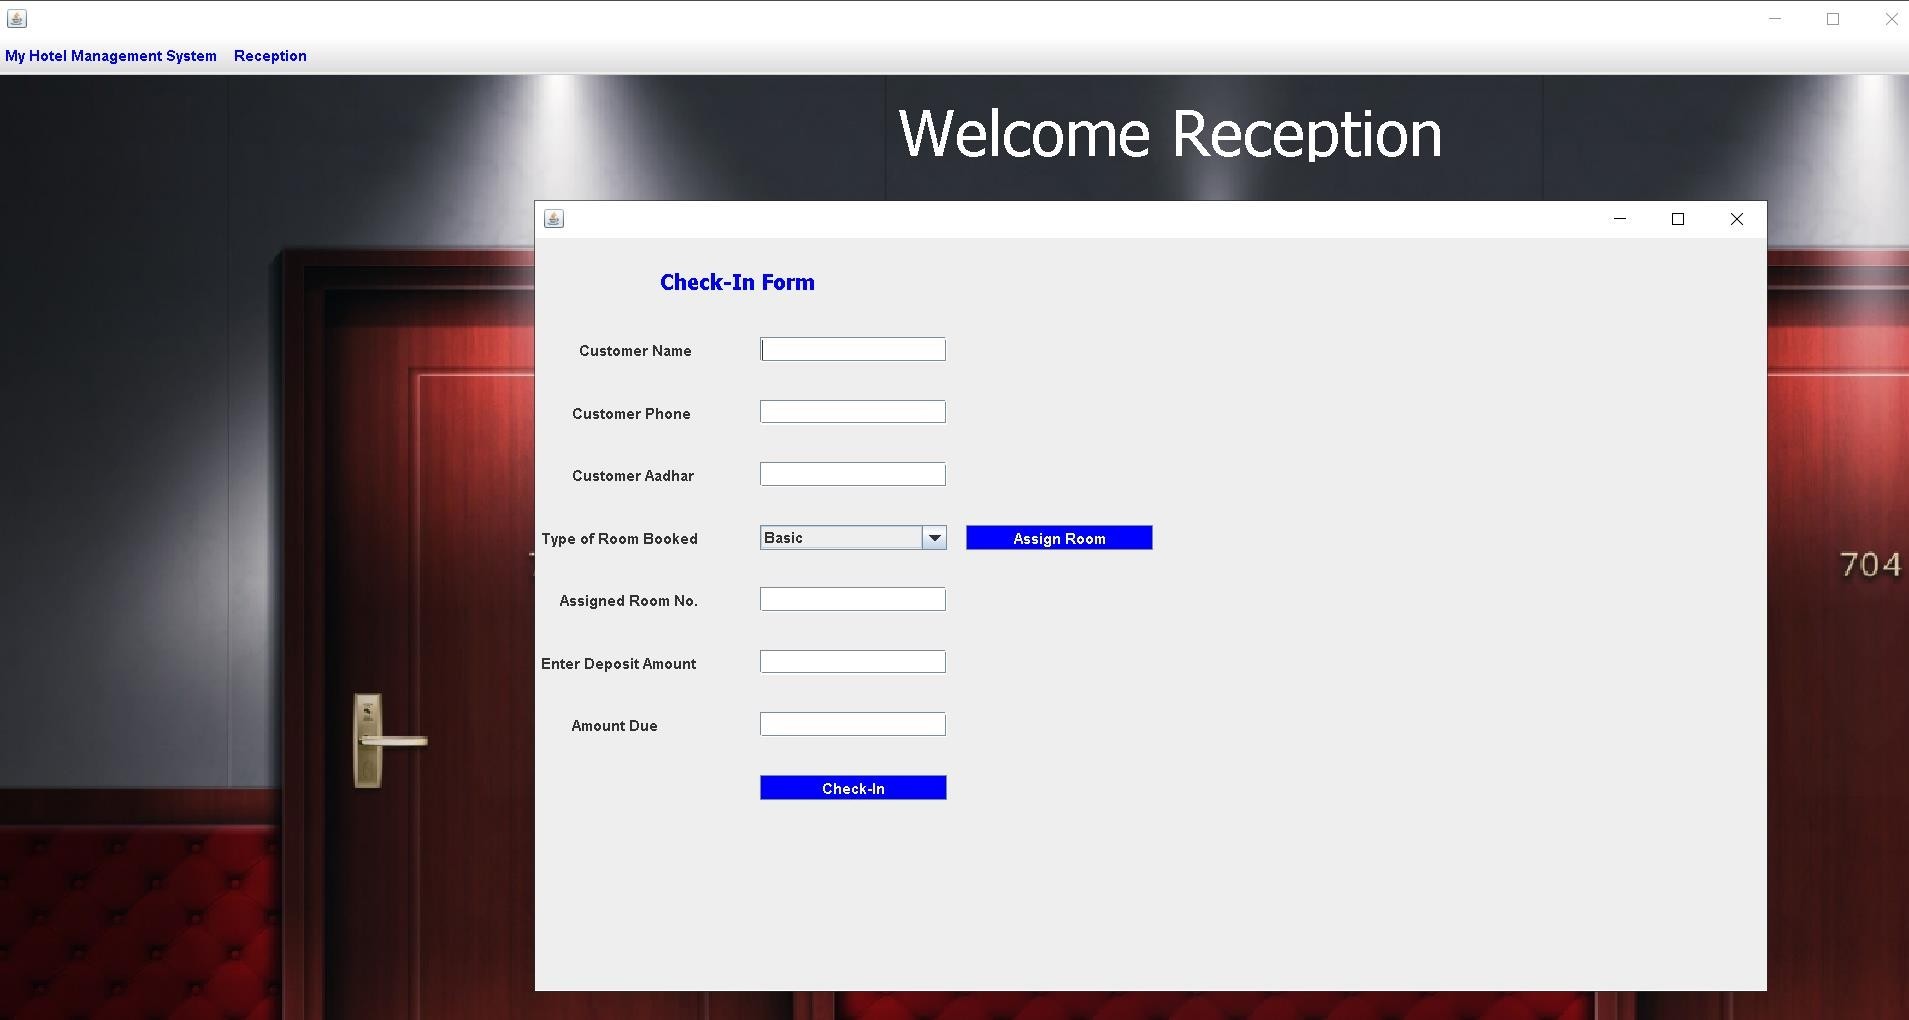 My Hotel Management System Reception
Welcome Reception
Check-In Form
Customer Name
Customer Phone
Customer Aadhar
Type of Room Booked Basic Assign Room
704
Assigned Room No.
Enter Deposit Amount
Amount Due
Check-In